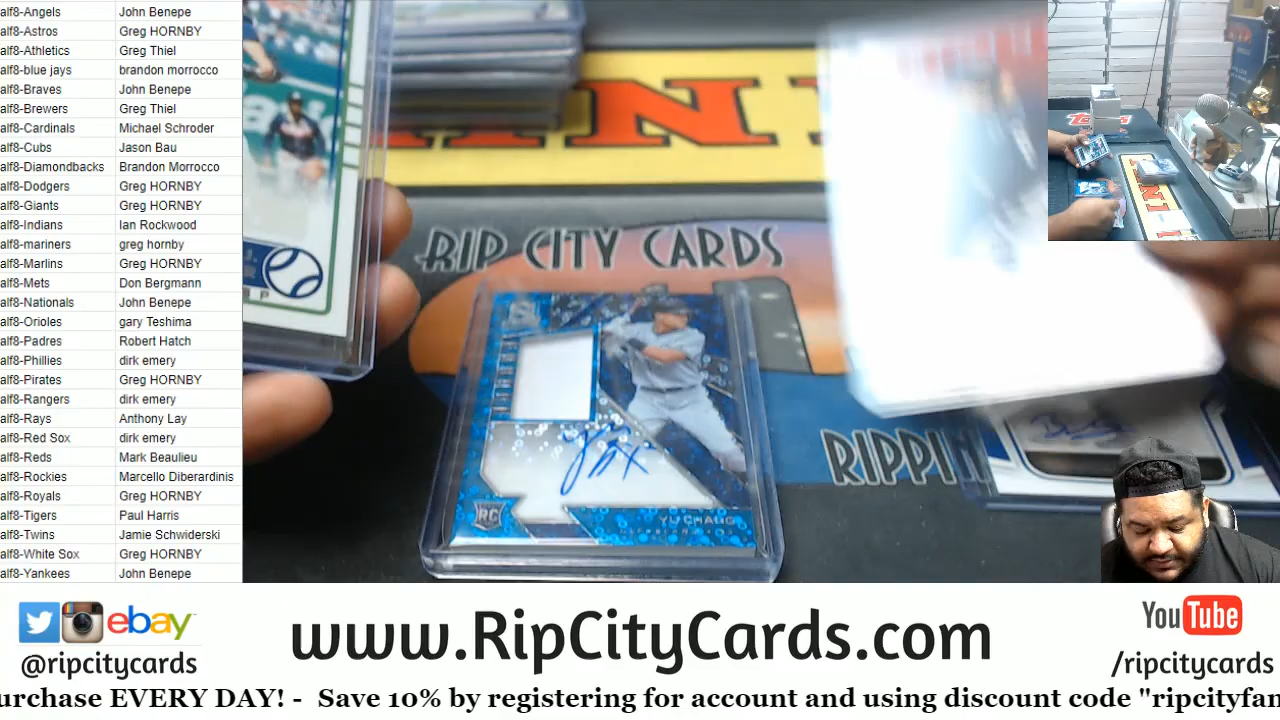 alf8-Angels John Benepe
alf8-Astros Greg HORNBY
alf8-Athletics Greg Thiel
alf8-blue jays brandon morrocco
alf8-Braves John Benepe
alf8-Brewers Greg Thiel
alf8-Cardinals Michael Schroder
alf8-Cubs Jason Bau
alf8-Diamondbacks Brandon Morrocco
alf8-Dodgers Greg HORNBY
alf8-Giants Greg HORNBY
alf8-Indians Ian Rockwood
alf8-mariners greg hornby
alf8-Marlins Greg HORNBY
alf8-Mets Don Bergmann
alf8-Nationals John Benepe
alf8-Orioles gary Teshima
alf8-Padres Robert Hatch
alf8-Phillies dirk emery
alf8-Pirates Greg HORNBY
alf8-Rangers dirk emery
alf8-Rays Anthony Lay
alf8-Red Sox dirk emery
alf8-Reds Mark Beaulieu
alf8-Rockies Marcello Diberardinis
alf8-Royals Greg HORNBY
alf8-Tigers Paul Harris
alf8-Twins Jamie Schwiderski
alf8-White Sox Greg HORNBY
alf8-Yankees John Benepe
RIP CITY CARDS
RIPPIN
RC
YU CHANG
ebay
@ripcitycards
www.RipCityCards.com
YouTube
/ripcitycards
urchase EVERY DAY! - Save 10% by registering for account and using discount code "ripcityfan